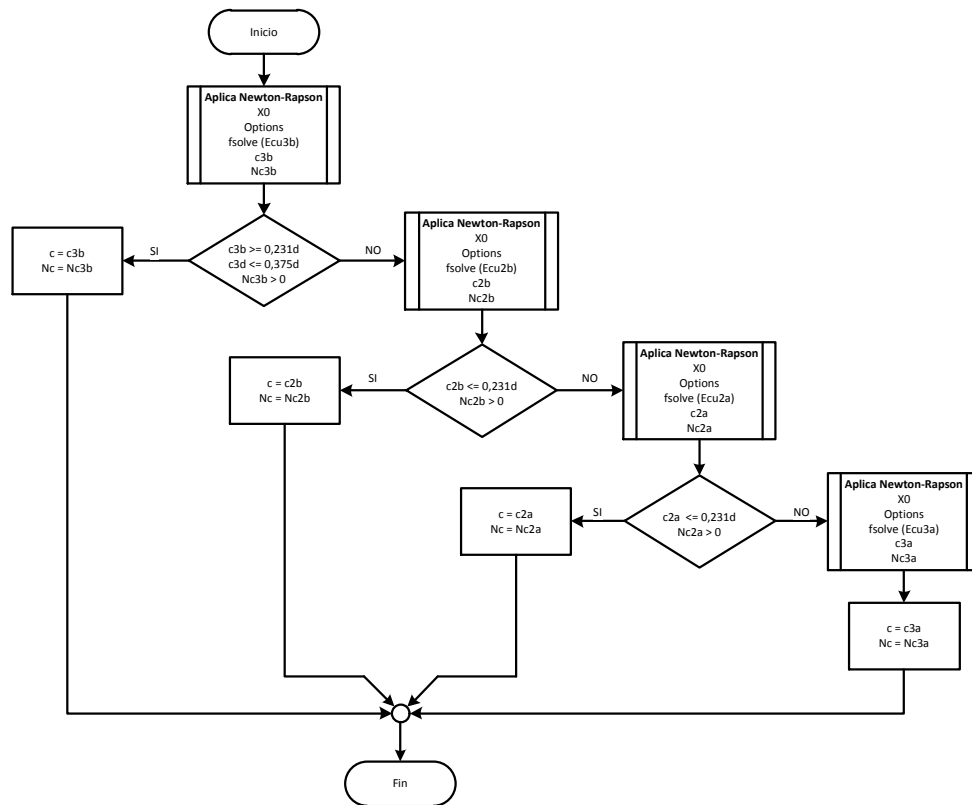 Inicio
Aplica Newton-Rapson
X0
Options
fsolve (Ecu3b)
c3b
Nc3b
c3b >= 0,231d
c3d <= 0,375d
Nc3b > 0
SI
NO
c = c3b
Nc = Nc3b
Aplica Newton-Rapson
X0
Options
fsolve (Ecu2b)
c2b
Nc2b
c2b <= 0,231d
Nc2b > 0
SI
NO
c = c2b
Nc = Nc2b
Aplica Newton-Rapson
X0
Options
fsolve (Ecu2a)
c2a
Nc2a
c2a <= 0,231d
Nc2a > 0
SI
NO
c = c2a
Nc = Nc2a
Aplica Newton-Rapson
X0
Options
fsolve (Ecu3a)
c3a
Nc3a
c = c3a
Nc = Nc3a
Fin